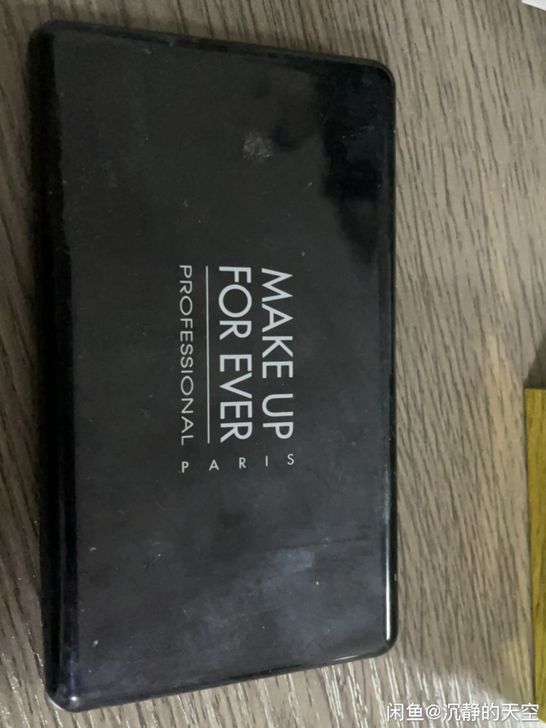 MAKE UP
FOR EVER
PROFESSIONAL
PARIS
闲鱼@沉静的天空